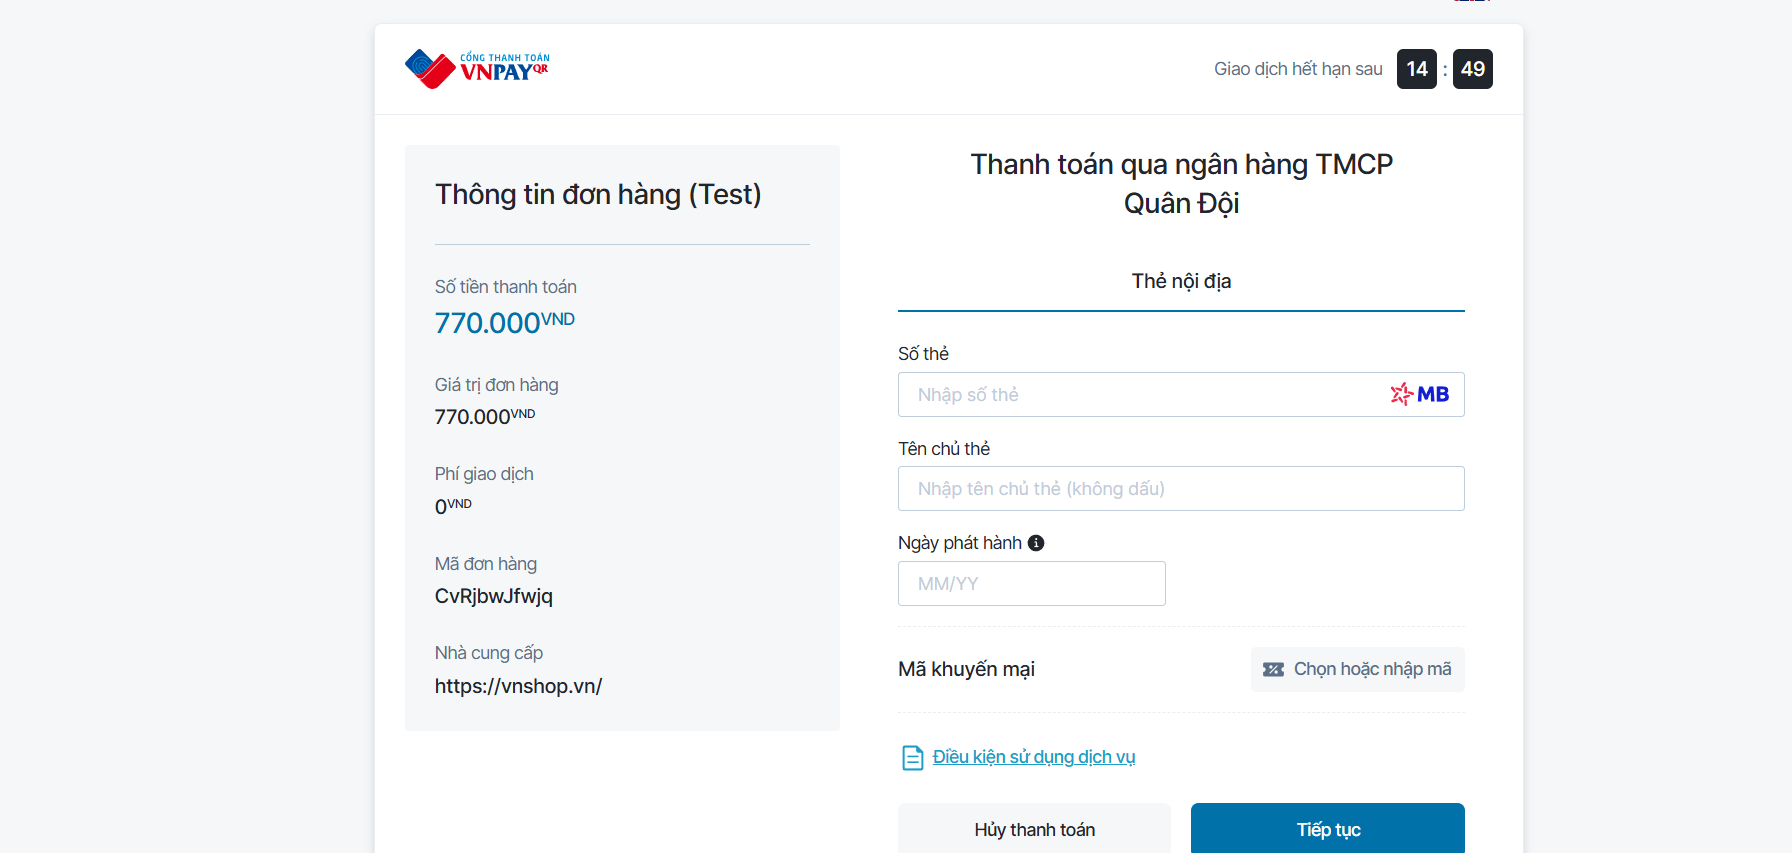 CỔNG THANH TOÁN
VNPAYQR
Giao dịch hết hạn sau 14 : 49
Thông tin đơn hàng (Test)
Số tiền thanh toán
770.000VND
Giá trị đơn hàng
770.000VND
Phí giao dịch
0VND
Mã đơn hàng
CvRjbwJfwjq
Nhà cung cấp
https://vnshop.vn/
Thanh toán qua ngân hàng TMCP
Quân Đội
Thẻ nội địa
Số thẻ
Nhập số thẻ MB
Tên chủ thẻ
Nhập tên chủ thẻ (không dấu)
Ngày phát hành
MM/YY
Mã khuyến mại Chọn hoặc nhập mã
Điều kiện sử dụng dịch vụ
Hủy thanh toán Tiếp tục